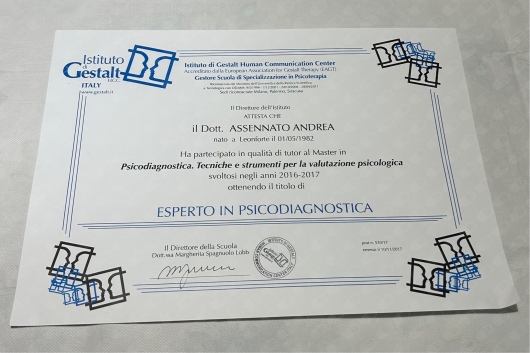 Istituto
di
Gestalt
HCC
ITALY
www.gestalt.it
Istituto di Gestalt Human Communication Center
Accreditato dalla European Association for Gestalt Therapy (EAGT)
Gestore Scuola di Specializzazione in Psicoterapia
Sedi riconosciute Milano, Palermo, Siracusa
Il Direttore dell'Istituto
ATTESTA CHE
il Dott. ASSENNATO ANDREA
nato a Leonforte il 01/05/1982
Ha partecipato in qualità di tutor al Master in
Psicodiagnostica. Tecniche e strumenti per la valutazione psicologica
svoltosi negli anni 2016-2017
ottenendo il titolo di
ESPERTO IN PSICODIAGNOSTICA
Il Direttore della Scuola
Dott.ssa Margherita Spagnuolo Lobb